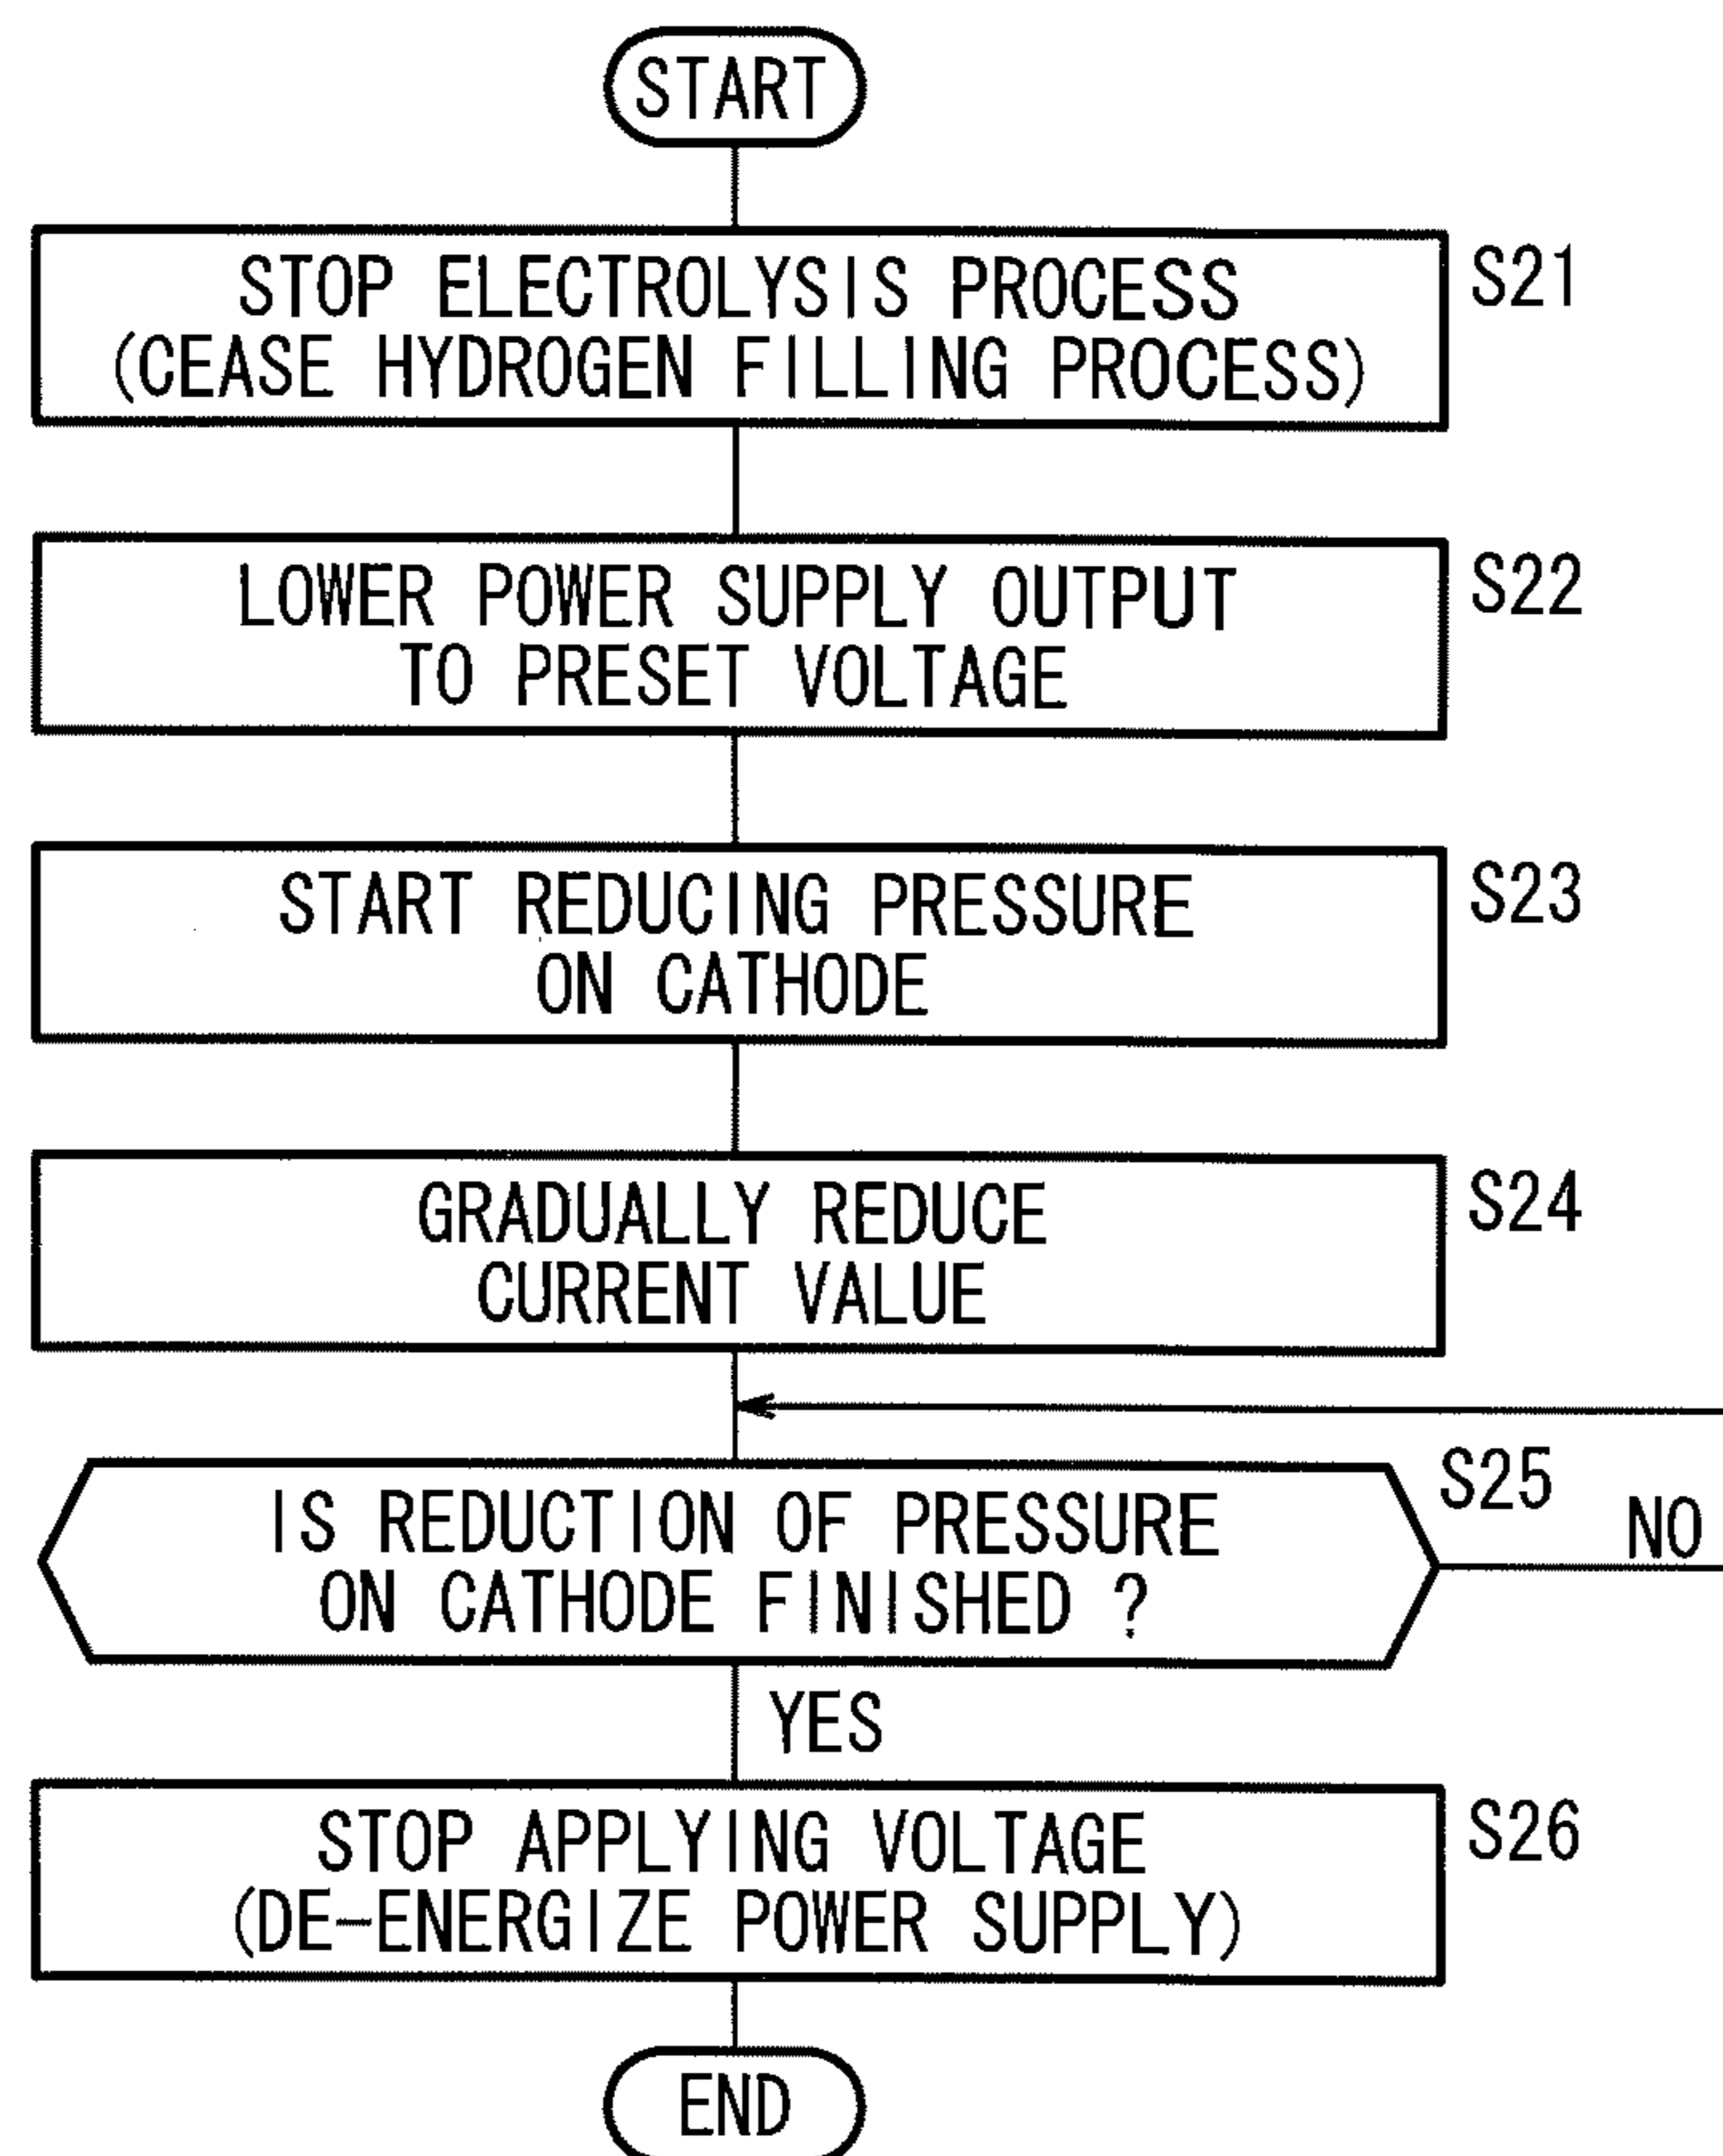 START
STOP ELECTROLYSIS PROCESS
(CEASE HYDROGEN FILLING PROCESS)
S21
LOWER POWER SUPPLY OUTPUT
TO PRESET VOLTAGE
S22
START REDUCING PRESSURE
ON CATHODE
S23
GRADUALLY REDUCE
CURRENT VALUE
S24
IS REDUCTION OF PRESSURE
ON CATHODE FINISHED ?
S25
NO
YES
STOP APPLYING VOLTAGE
(DE-ENERGIZE POWER SUPPLY)
S26
END